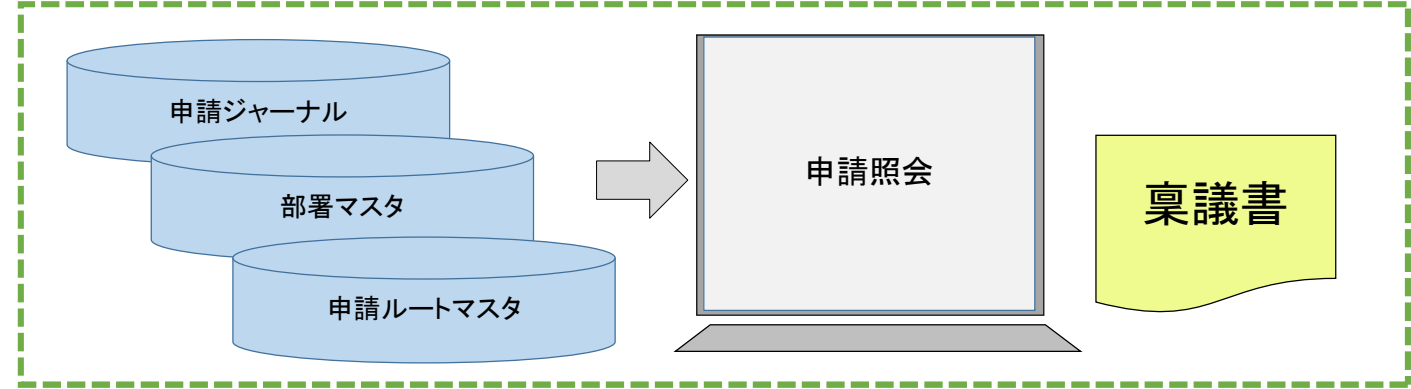 申請ジャーナル
部署マスタ
申請ルートマスタ
申請照会
稟議書